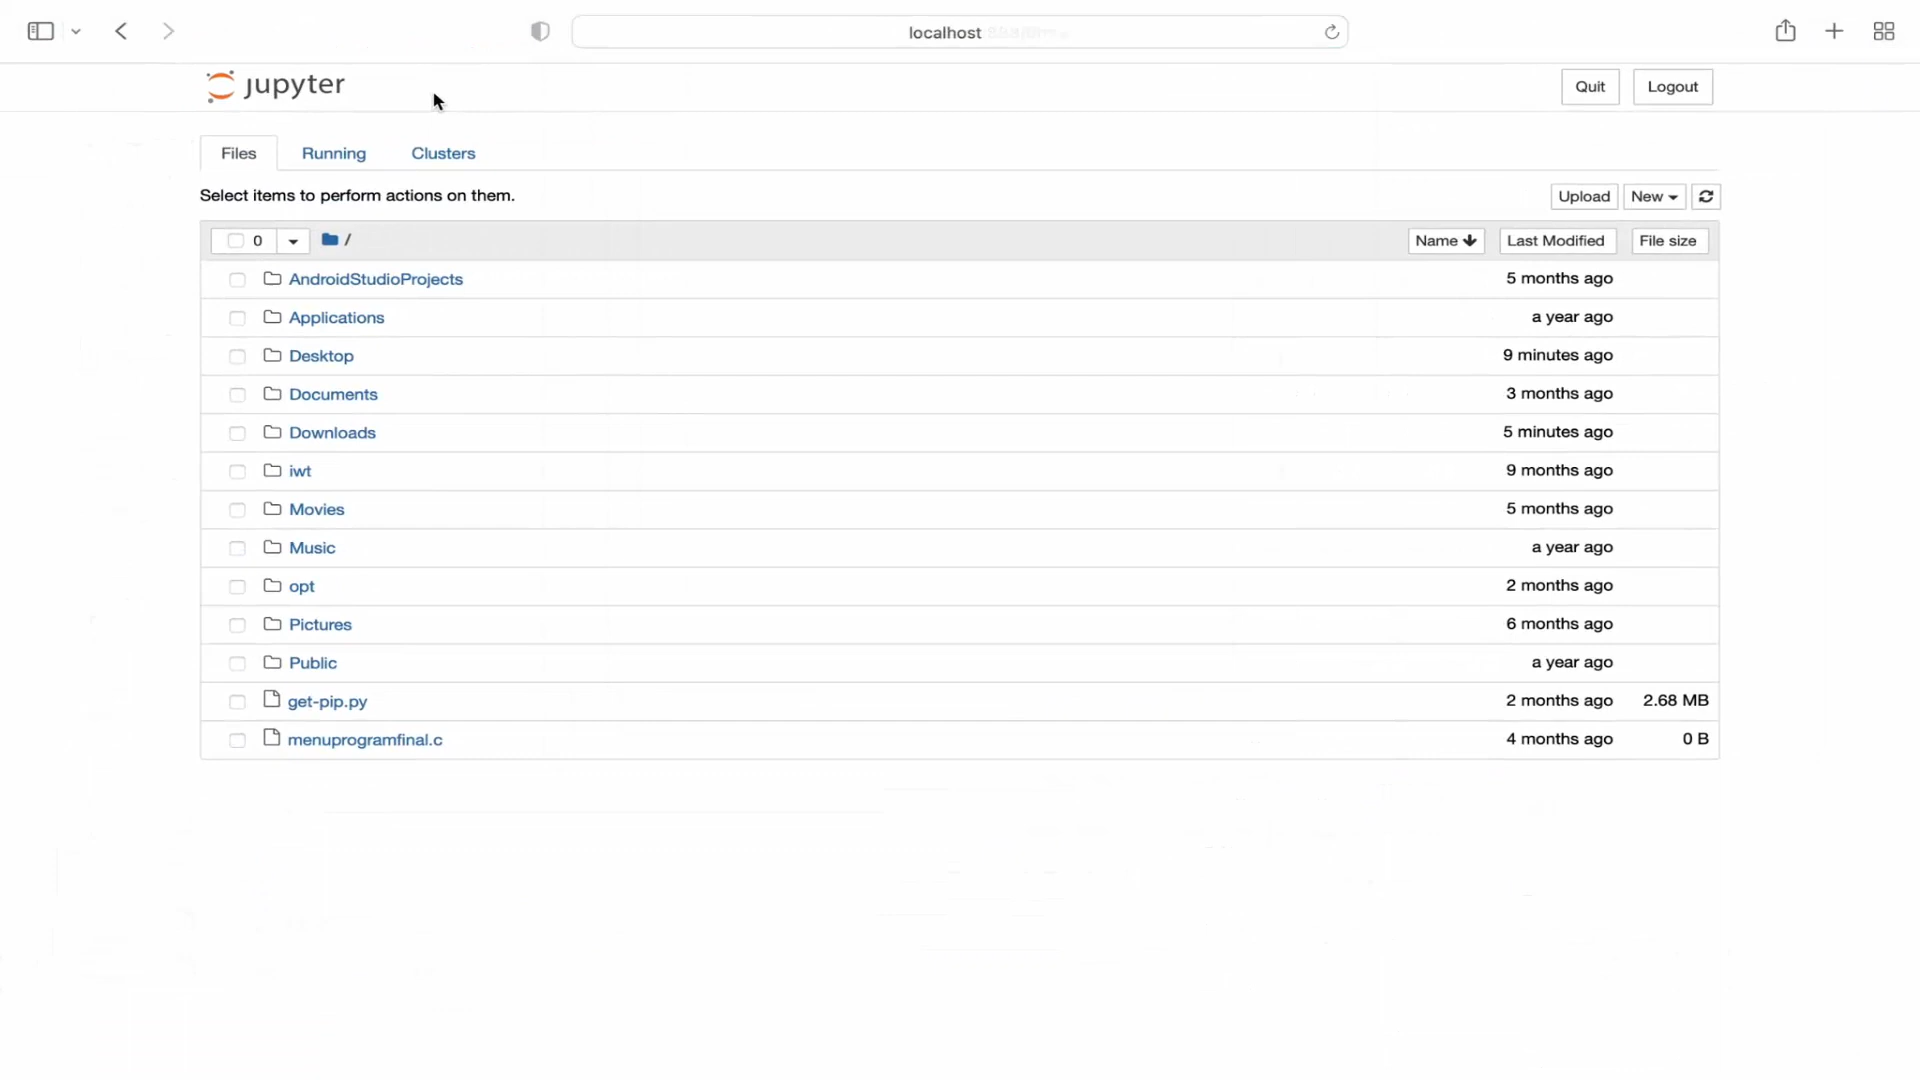 localhost
jupyter
Quit Logout
Files Running Clusters
Select items to perform actions on them.
Upload New
0 / Name Last Modified File size
AndroidStudioProjects 5 months ago
Applications a year ago
Desktop 9 minutes ago
Documents 3 months ago
Downloads 5 minutes ago
iwt 9 months ago
Movies 5 months ago
Music a year ago
opt 2 months ago
Pictures 6 months ago
Public a year ago
get-pip.py 2 months ago 2.68 MB
menuprogramfinal.c 4 months ago 0 B